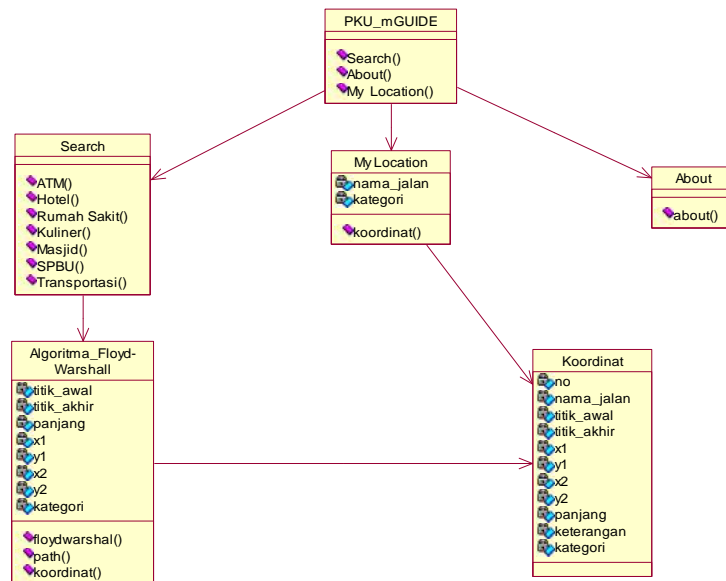 PKU_mGUIDE
Search()
About()
My Location()
Search
ATM()
Hotel()
Rumah Sakit()
Kuliner()
Masjid()
SPBU()
Transportasi()
MyLocation
nama_jalan
kategori
koordinat()
About
about()
Algoritma_Floyd-
Warshall
titik_awal
titik_akhir
panjang
x1
y1
x2
y2
kategori
floydwarshal()
path()
koordinat()
Koordinat
no
nama_jalan
titik_awal
titik_akhir
x1
y1
x2
y2
panjang
keterangan
kategori